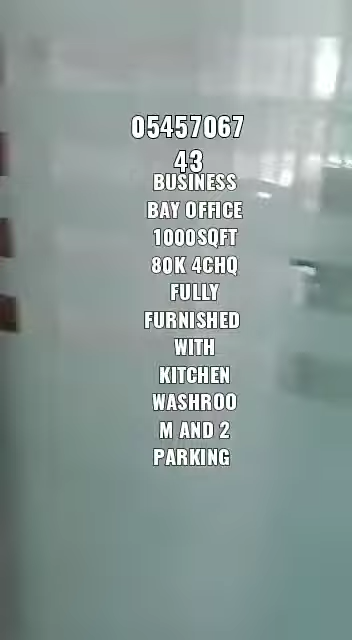 05457067
43
BUSINESS
BAY OFFICE
1000SQFT
80K 4CHQ
FULLY
FURNISHED
WITH
KITCHEN
WASHROO
M AND 2
PARKING